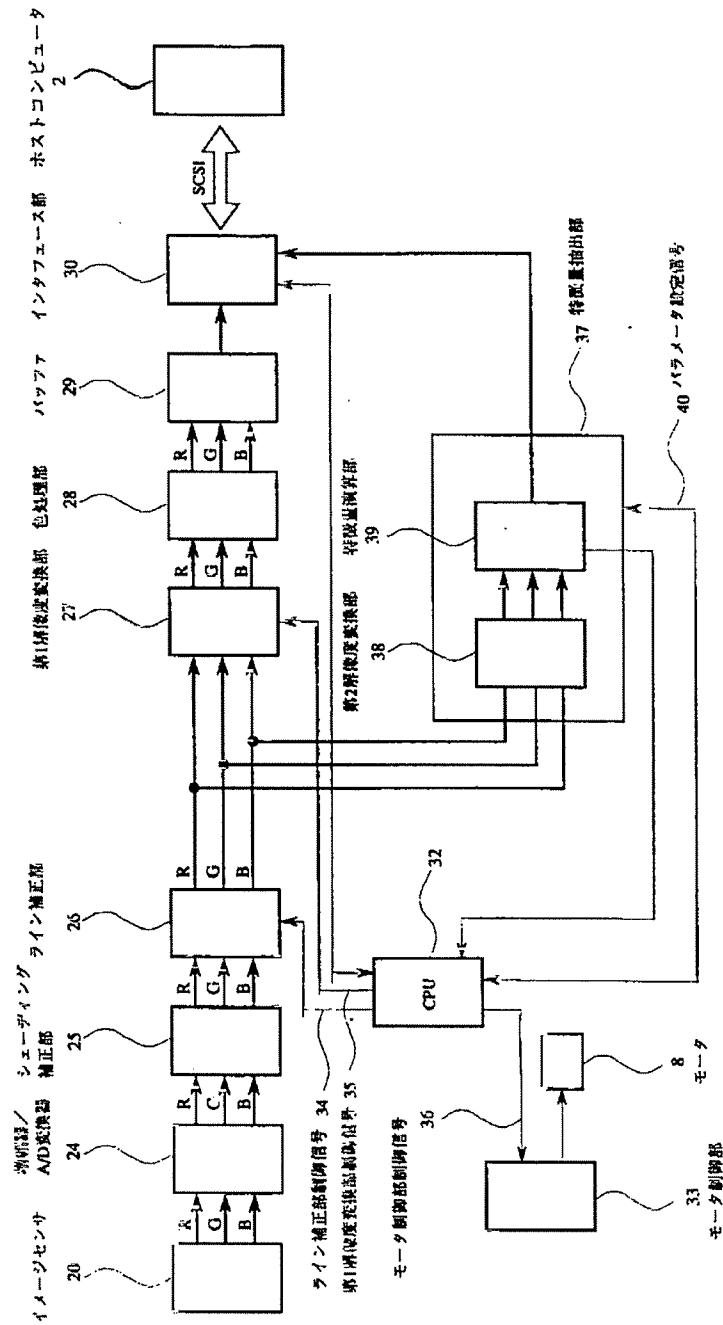 イメージセンサ
20
R
G
B
増幅器/
A/D変換器
24
R
C
B
シェーディング
補正部
25
R
G
B
ライン補正部
26
R
G
B
第1解像度変換部
27
R
G
B
色処理部
28
R
G
B
バッファ
29
インタフェース部
30
SCSI
ホストコンピュータ
2
ライン補正部制御信号 34
第1解像度変換部制御信号 35
モータ制御部制御信号
36
CPU
32
モータ制御部
33
モータ
8
第2解像度変換部
38
特徴量演算部
39
37 特徴量抽出部
40 パラメータ設定信号